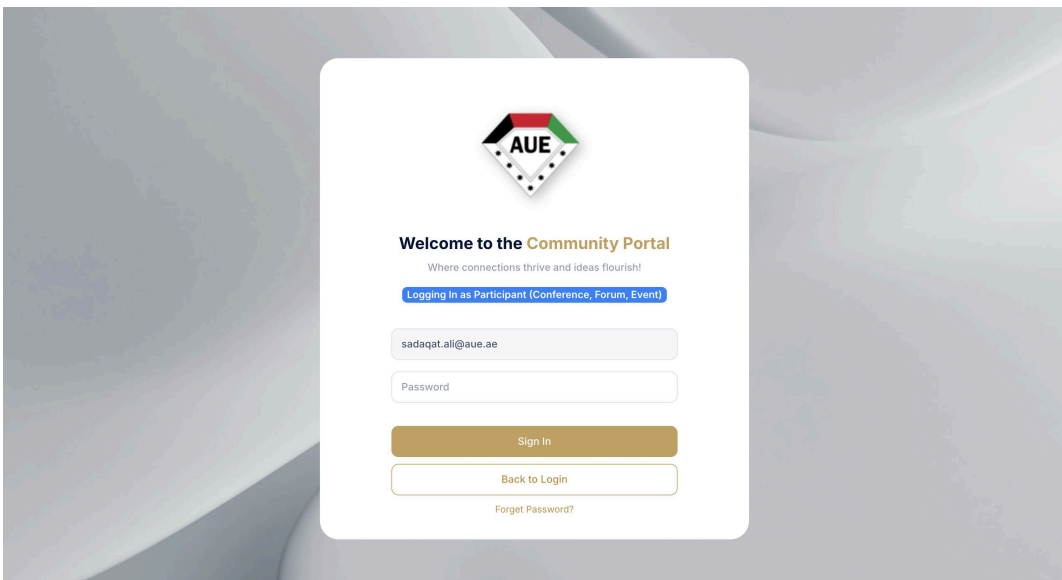 AUE
Welcome to the Community Portal
Where connections thrive and ideas flourish!
Logging In as Participant (Conference, Forum, Event)
sadaqat.ali@aue.ae
Password
Sign In
Back to Login
Forget Password?